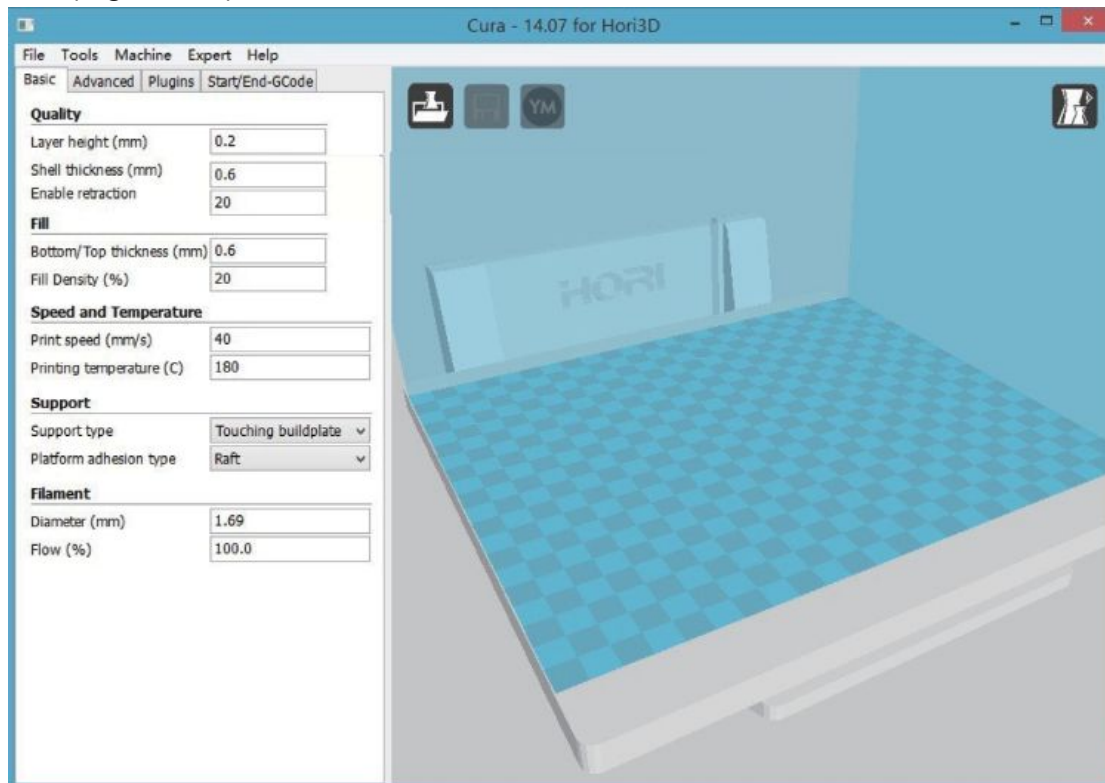 Cura - 14.07 for Hori3D
File Tools Machine Expert Help
Basic Advanced Plugins Start/End-GCode
Quality
Layer height (mm) 0.2
Shell thickness (mm) 0.6
Enable retraction 20
Fill
Bottom/Top thickness (mm) 0.6
Fill Density (%) 20
Speed and Temperature
Print speed (mm/s) 40
Printing temperature (C) 180
Support
Support type Touching buildplate
Platform adhesion type Raft
Filament
Diameter (mm) 1.69
Flow (%) 100.0
YM
HORI